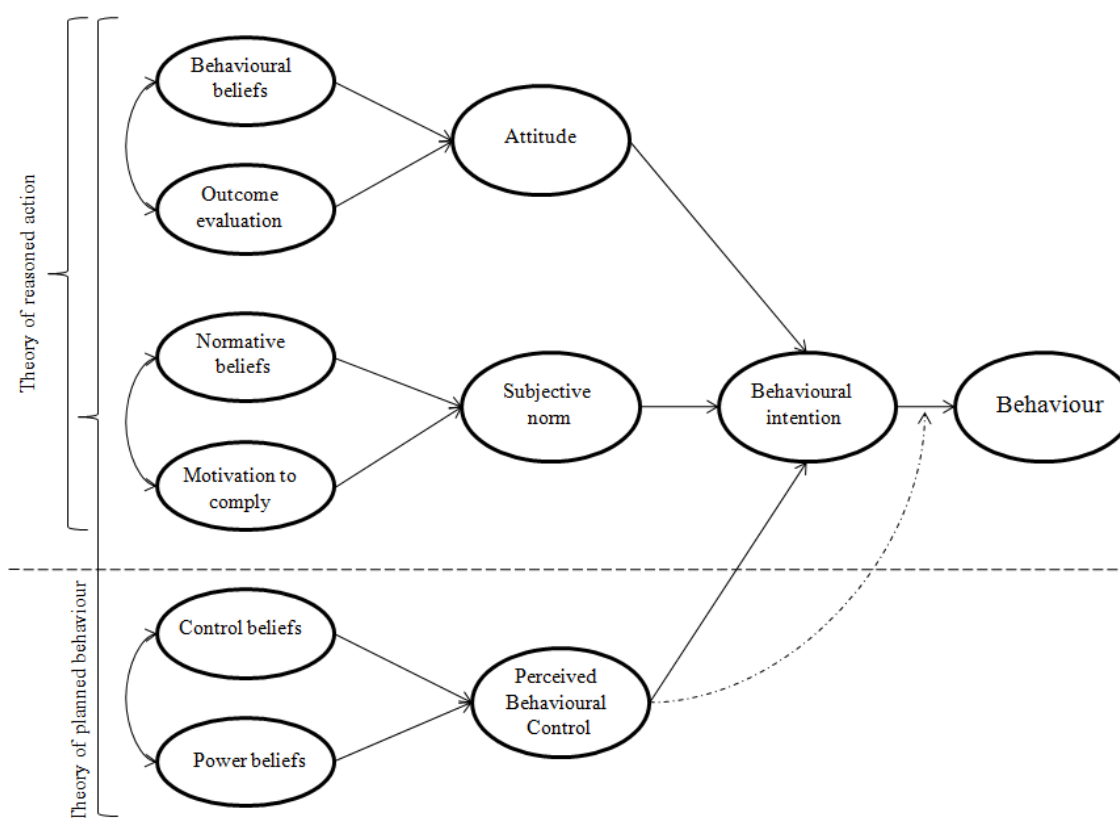 Theory of reasoned action
Theory of planned behaviour
Behavioural
beliefs
Outcome
evaluation
Attitude
Normative
beliefs
Motivation to
comply
Subjective
norm
Behavioural
intention
Behaviour
Control beliefs
Power beliefs
Perceived
Behavioural
Control